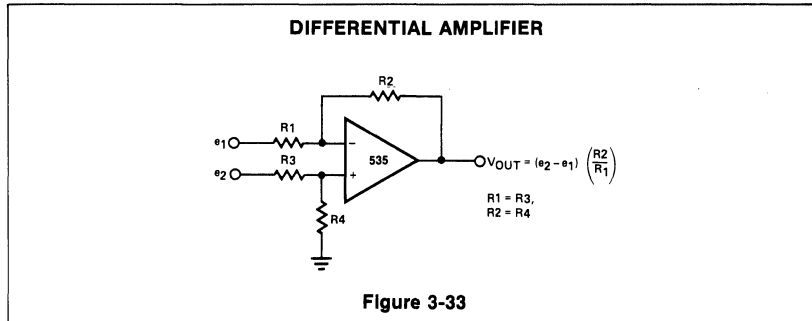 DIFFERENTIAL AMPLIFIER
R2
R1
e1
−
535
VOUT = (e2 – e1) (R2/R1)
R3
e2
+
R4
R1 = R3,
R2 = R4
Figure 3-33